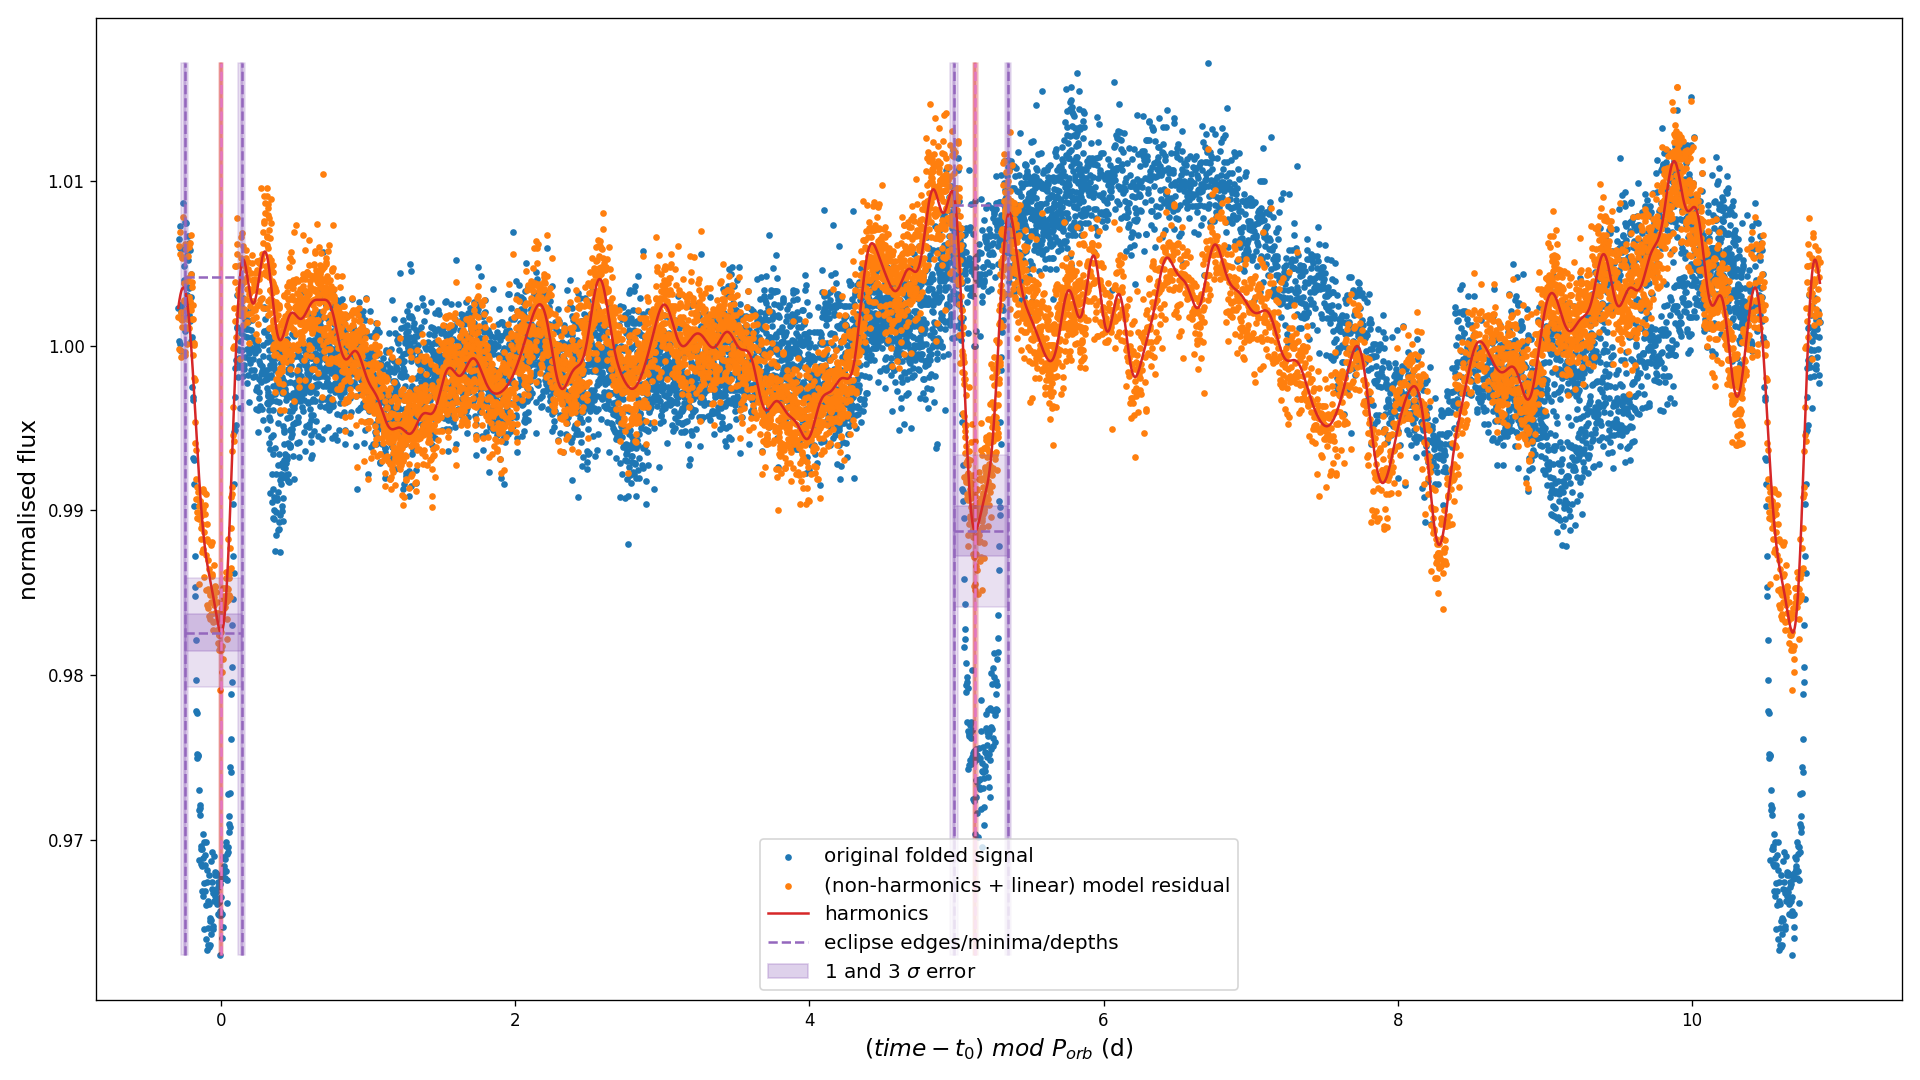 normalised flux
1.01
1.00
0.99
0.98
0.97
0
2
4
6
8
10
(time − t₀) mod P_orb (d)
original folded signal
(non-harmonics + linear) model residual
harmonics
eclipse edges/minima/depths
1 and 3 σ error